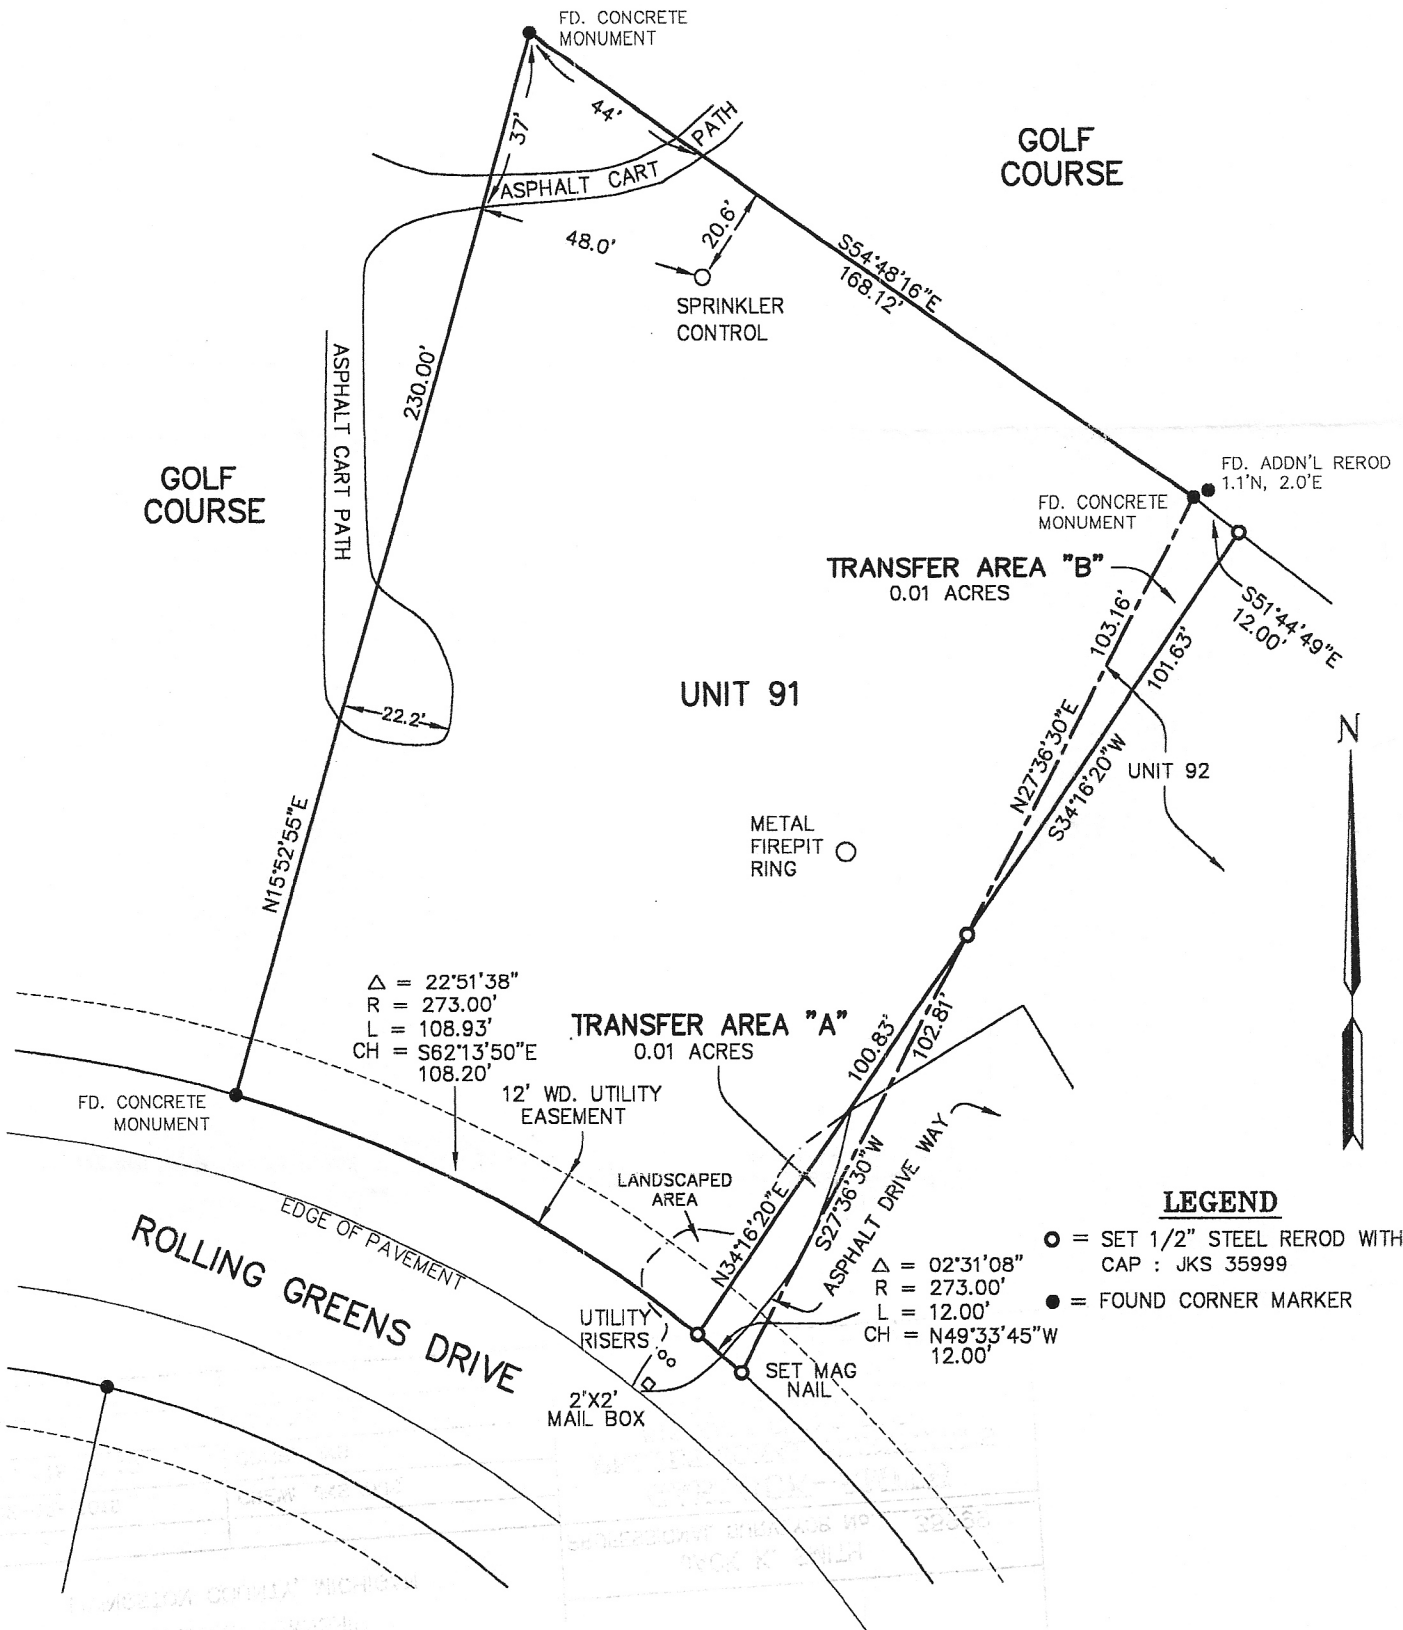 FD. CONCRETE
MONUMENT
44'
37'
PATH
ASPHALT CART
GOLF
COURSE
48.0'
20.6'
SPRINKLER
CONTROL
S54°48'16"E
168.12'
ASPHALT CART PATH
230.00'
GOLF
COURSE
FD. ADDN'L REROD
1.1'N, 2.0'E
FD. CONCRETE
MONUMENT
TRANSFER AREA "B"
0.01 ACRES
S51°44'49"E
12.00'
103.16'
101.63'
UNIT 91
22.2'
N27°36'30"E
S34°16'20"W
UNIT 92
N
METAL
FIREPIT
RING
N15°52'55"E
Δ = 22°51'38"
R = 273.00'
L = 108.93'
CH = S62°13'50"E
108.20'
TRANSFER AREA "A"
0.01 ACRES
100.83'
102.81'
12' WD. UTILITY
EASEMENT
FD. CONCRETE
MONUMENT
LANDSCAPED
AREA
N34°16'20"E
S27°36'30"W
ASPHALT DRIVE WAY
EDGE OF PAVEMENT
ROLLING GREENS DRIVE
LEGEND
= SET 1/2" STEEL REROD WITH
CAP : JKS 35999
= FOUND CORNER MARKER
Δ = 02°31'08"
R = 273.00'
L = 12.00'
CH = N49°33'45"W
12.00'
UTILITY
RISERS
SET MAG
NAIL
2'X2'
MAIL BOX